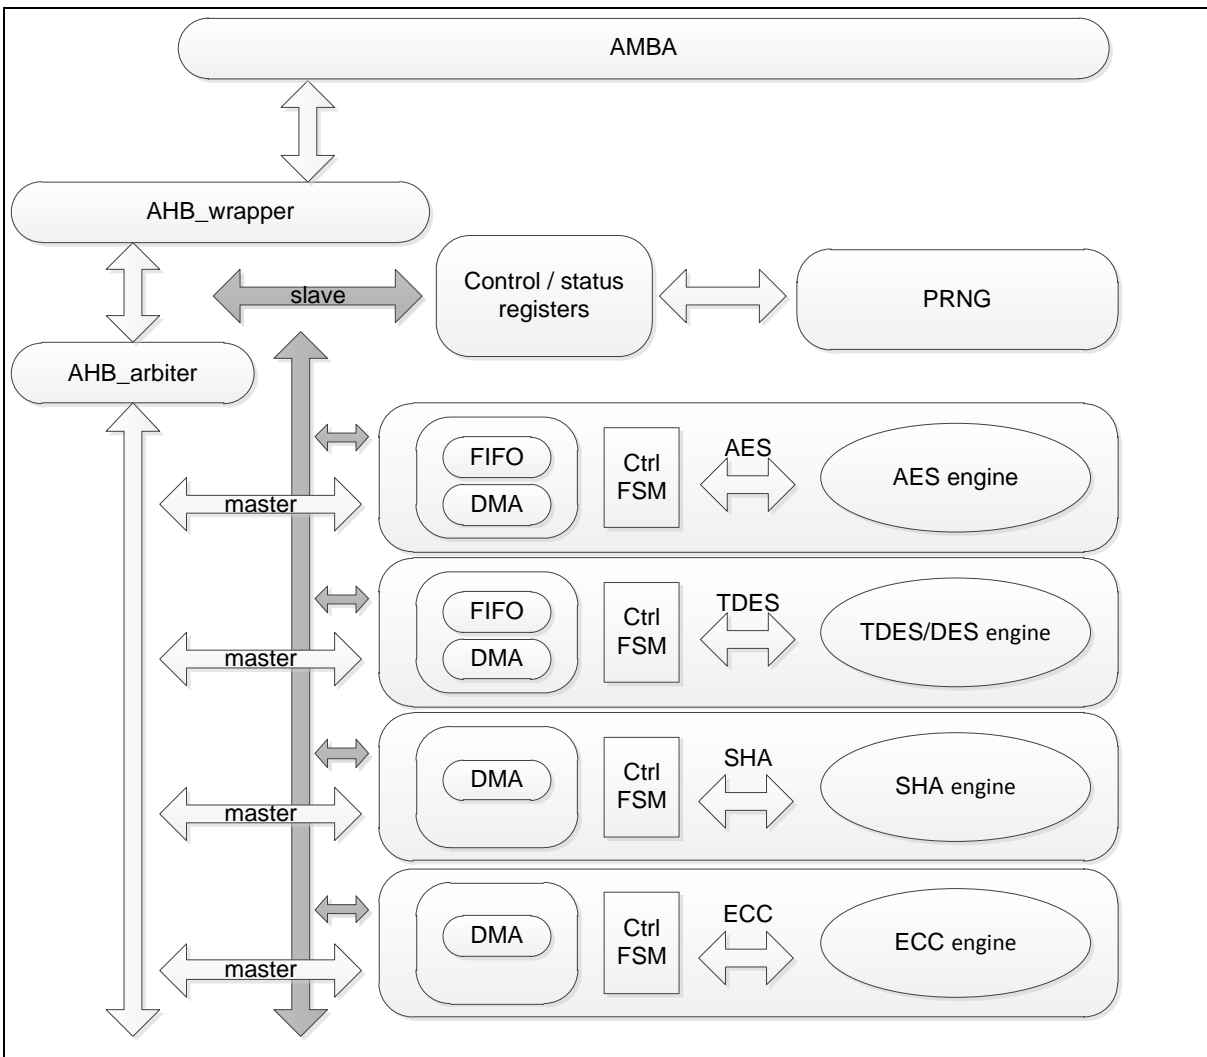 AMBA
AHB_wrapper
slave
Control / status
registers
PRNG
AHB_arbiter
FIFO
DMA
master
Ctrl
FSM
AES
AES engine
FIFO
DMA
master
Ctrl
FSM
TDES
TDES/DES engine
DMA
master
Ctrl
FSM
SHA
SHA engine
DMA
master
Ctrl
FSM
ECC
ECC engine